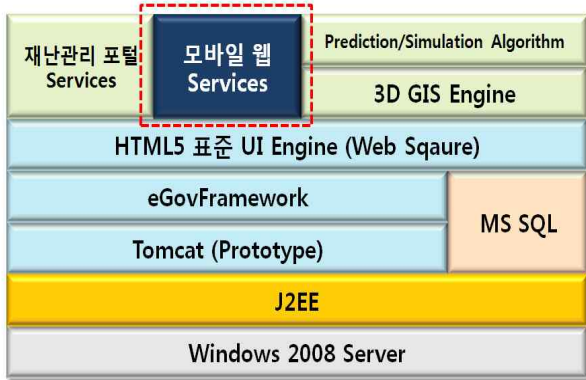 재난관리 포털
Services
모바일 웹
Services
Prediction/Simulation Algorithm
3D GIS Engine
HTML5 표준 UI Engine (Web Sqaure)
eGovFramework
MS SQL
Tomcat (Prototype)
J2EE
Windows 2008 Server